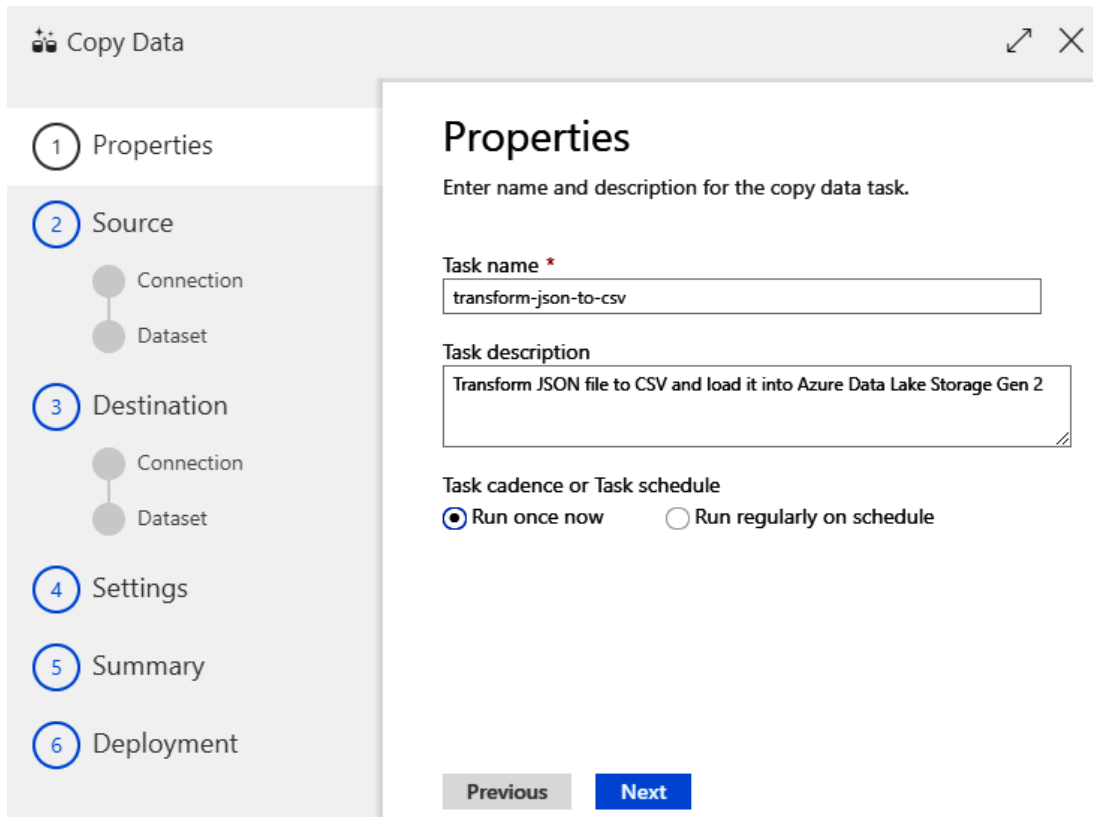 Copy Data
1 Properties
2 Source
Connection
Dataset
3 Destination
Connection
Dataset
4 Settings
5 Summary
6 Deployment
Properties
Enter name and description for the copy data task.
Task name *
transform-json-to-csv
Task description
Transform JSON file to CSV and load it into Azure Data Lake Storage Gen 2
Task cadence or Task schedule
Run once now Run regularly on schedule
Previous Next